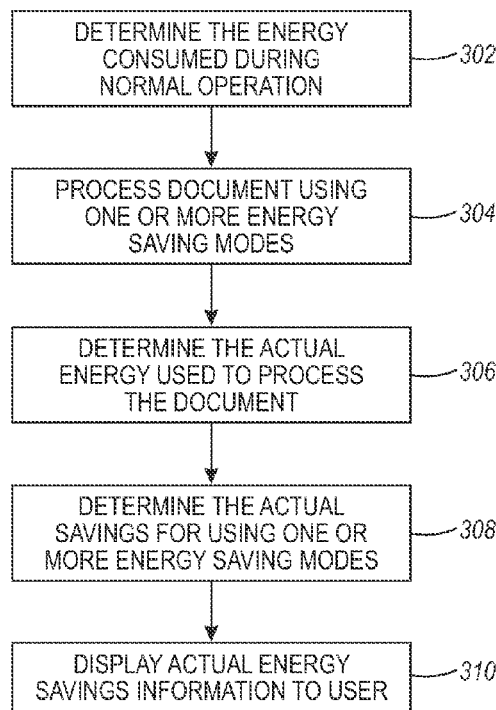 DETERMINE THE ENERGY
CONSUMED DURING
NORMAL OPERATION
302
PROCESS DOCUMENT USING
ONE OR MORE ENERGY
SAVING MODES
304
DETERMINE THE ACTUAL
ENERGY USED TO PROCESS
THE DOCUMENT
306
DETERMINE THE ACTUAL
SAVINGS FOR USING ONE OR
MORE ENERGY SAVING MODES
308
DISPLAY ACTUAL ENERGY
SAVINGS INFORMATION TO USER
310